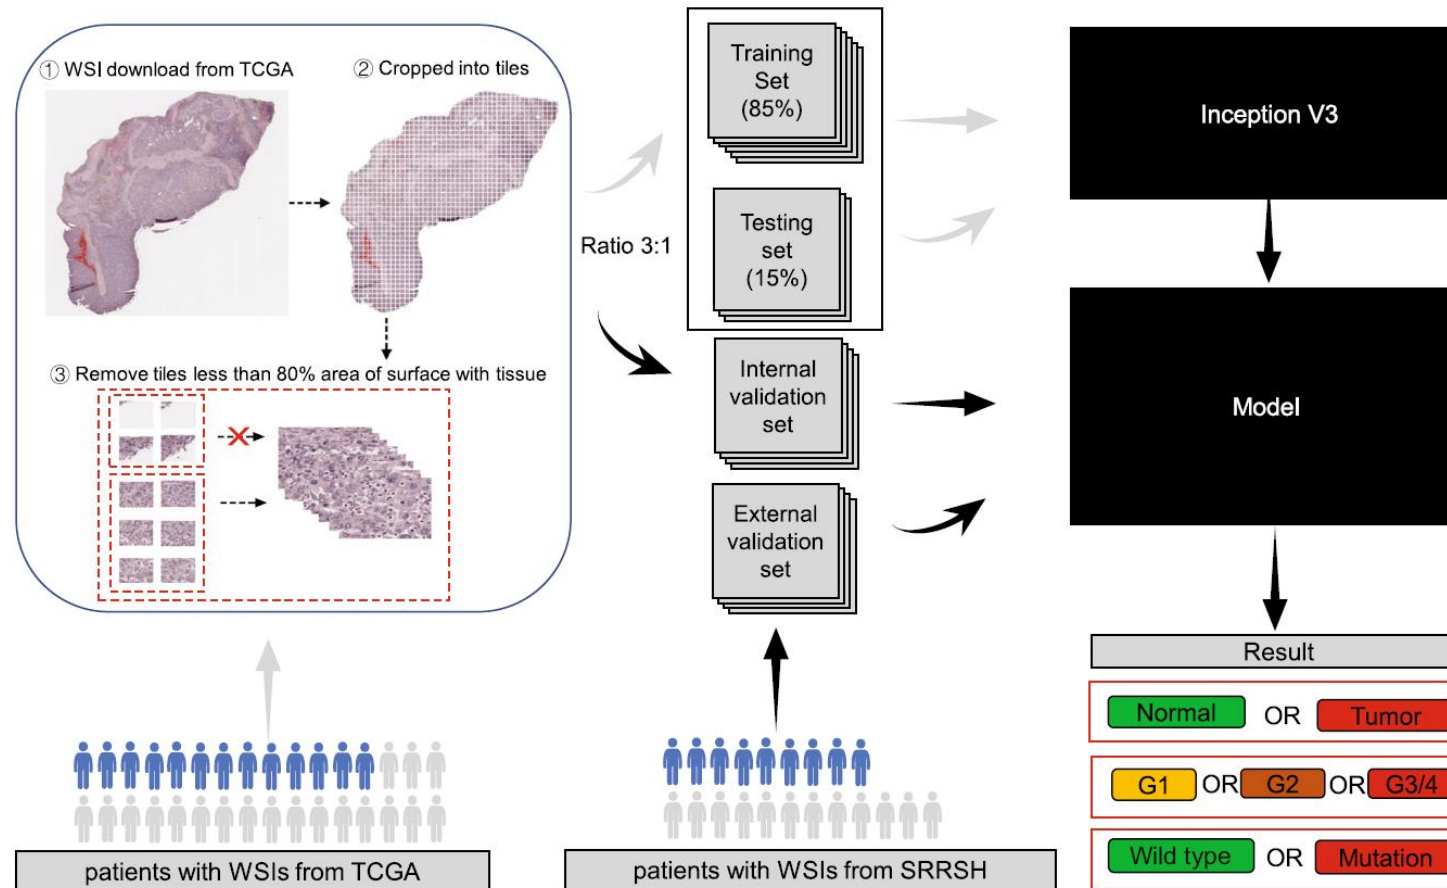 ① WSI download from TCGA
② Cropped into tiles
③ Remove tiles less than 80% area of surface with tissue
Ratio 3:1
Training
Set
(85%)
Testing
set
(15%)
Internal
validation
set
External
validation
set
Inception V3
Model
Result
Normal OR Tumor
G1 OR G2 OR G3/4
Wild type OR Mutation
patients with WSIs from TCGA
patients with WSIs from SRRSH